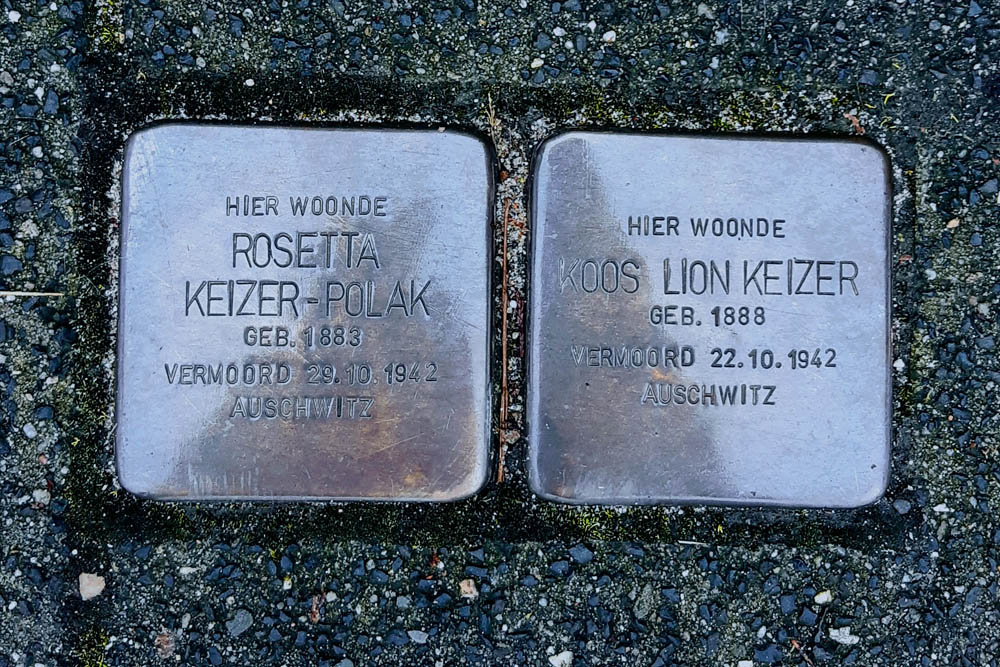 HIER WOONDE
ROSETTA
KEIZER-POLAK
GEB. 1883
VERMOORD 29.10.1942
AUSCHWITZ
HIER WOONDE
KOOS LION KEIZER
GEB. 1888
VERMOORD 22.10.1942
AUSCHWITZ